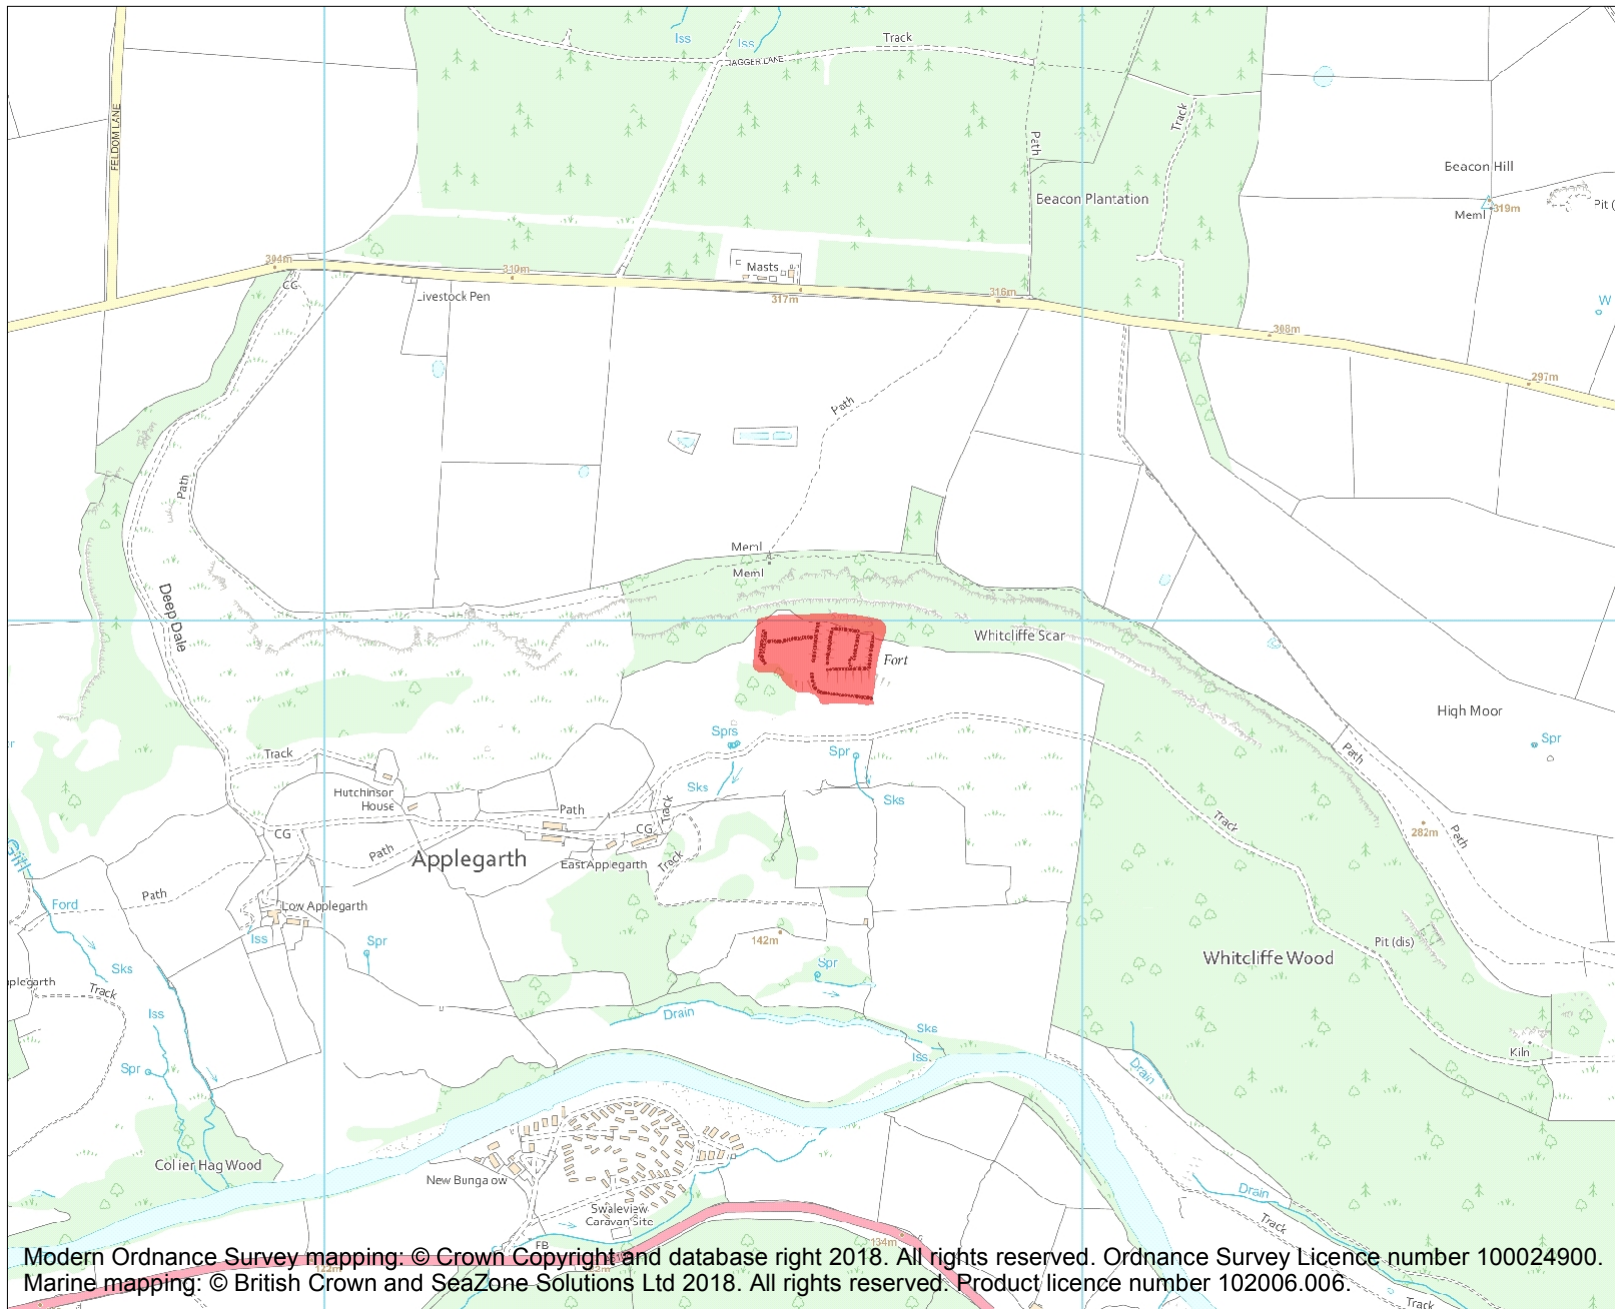 Iss
Iss
Track
JAGGER LANE
FELDOM LANE
Path
Track
Beacon Hill
Beacon Plantation
Meml
319m
Pit (
304m
310m
Masts
CG
Livestock Pen
317m
316m
W
308m
297m
Path
Path
Meml
Meml
Deep Dale
Whitcliffe Scar
Fort
High Moor
Sprs
Spr
Spr
Track
Path
Hutchinson
House
Sks
Sks
Track
Path
CG
CG
Track
282m
Path
Path
Applegarth
East Applegarth
Track
Gill
Path
Ford
Low Applegarth
Iss
Spr
142m
Pit (dis)
Whitcliffe Wood
Spr
Sks
plegarth
Track
Iss
Drain
Sks
Iss
Kiln
Spr
Drain
Collier Hag Wood
New Bungalow
Drain
Swaleview
Caravan Site
Track
FB
134m
Modern Ordnance Survey mapping: © Crown Copyright and database right 2018. All rights reserved. Ordnance Survey Licence number 100024900.
122m
Marine mapping: © British Crown and SeaZone Solutions Ltd 2018. All rights reserved. Product licence number 102006.006.
Track